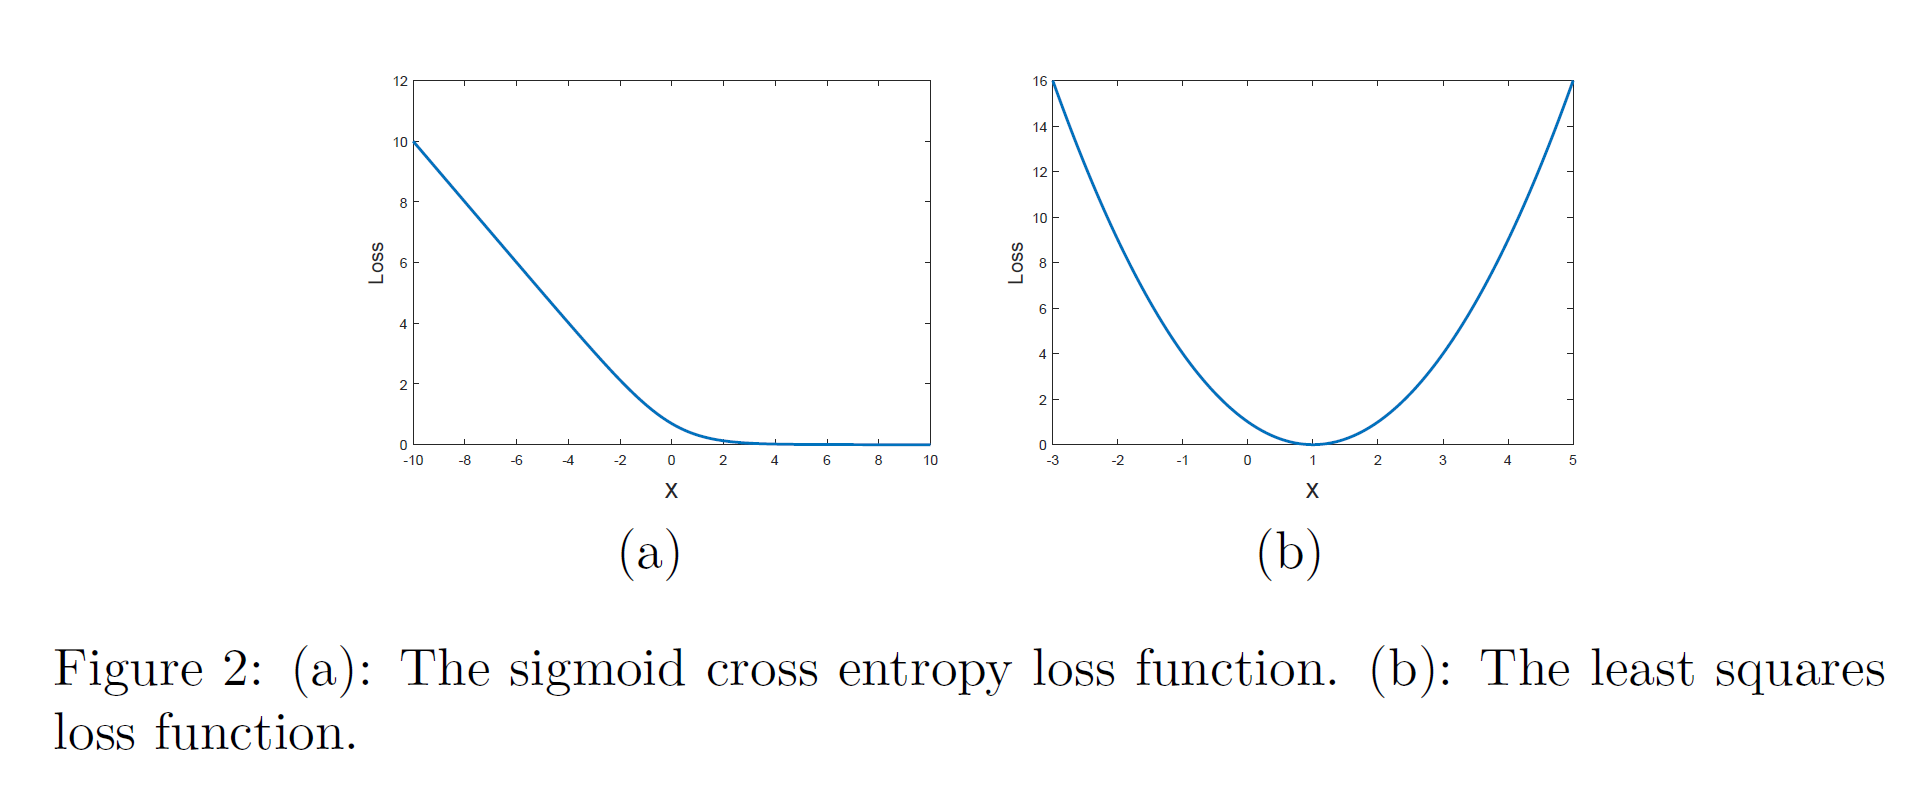 12
10
8
6
4
2
0
Loss
-10 -8 -6 -4 -2 0 2 4 6 8 10
x
(a)
16
14
12
10
8
6
4
2
0
Loss
-3 -2 -1 0 1 2 3 4 5
x
(b)
Figure 2: (a): The sigmoid cross entropy loss function. (b): The least squares
loss function.